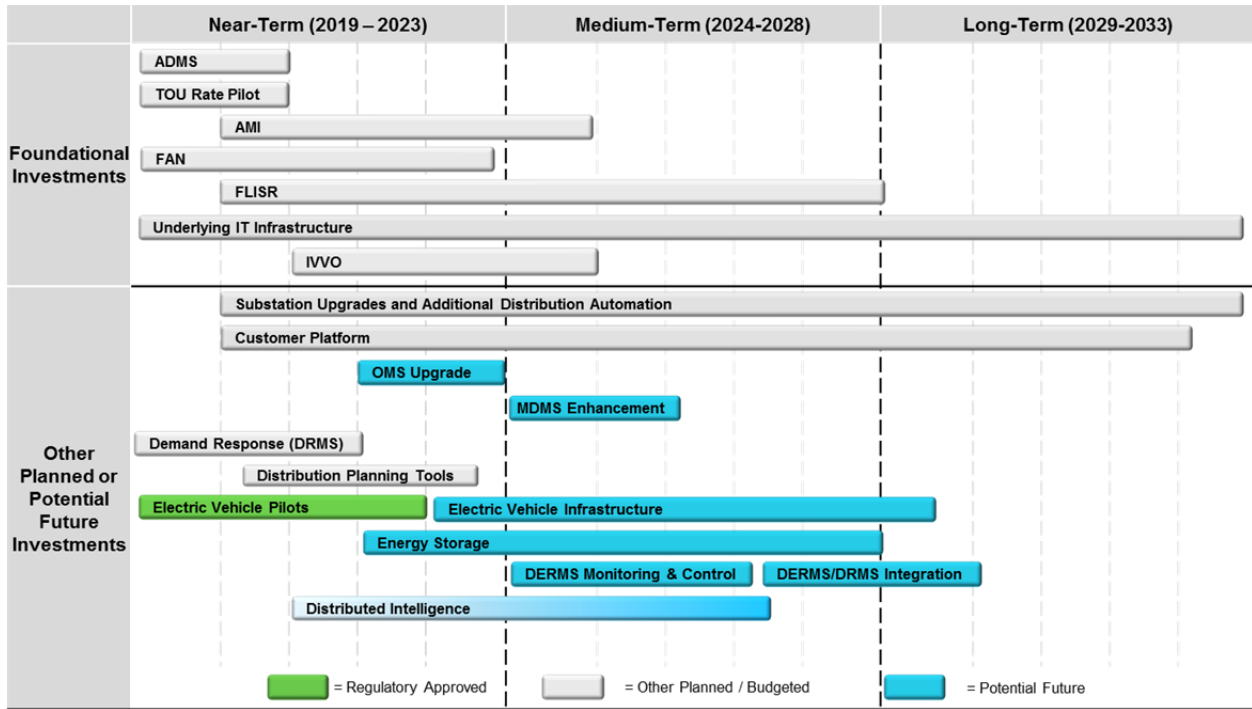 Near-Term (2019 – 2023)
Medium-Term (2024-2028)
Long-Term (2029-2033)
Foundational
Investments
ADMS
TOU Rate Pilot
AMI
FAN
FLISR
Underlying IT Infrastructure
IVVO
Other
Planned or
Potential
Future
Investments
Substation Upgrades and Additional Distribution Automation
Customer Platform
OMS Upgrade
MDMS Enhancement
Demand Response (DRMS)
Distribution Planning Tools
Electric Vehicle Pilots
Electric Vehicle Infrastructure
Energy Storage
DERMS Monitoring & Control
DERMS/DRMS Integration
Distributed Intelligence
= Regulatory Approved
= Other Planned / Budgeted
= Potential Future